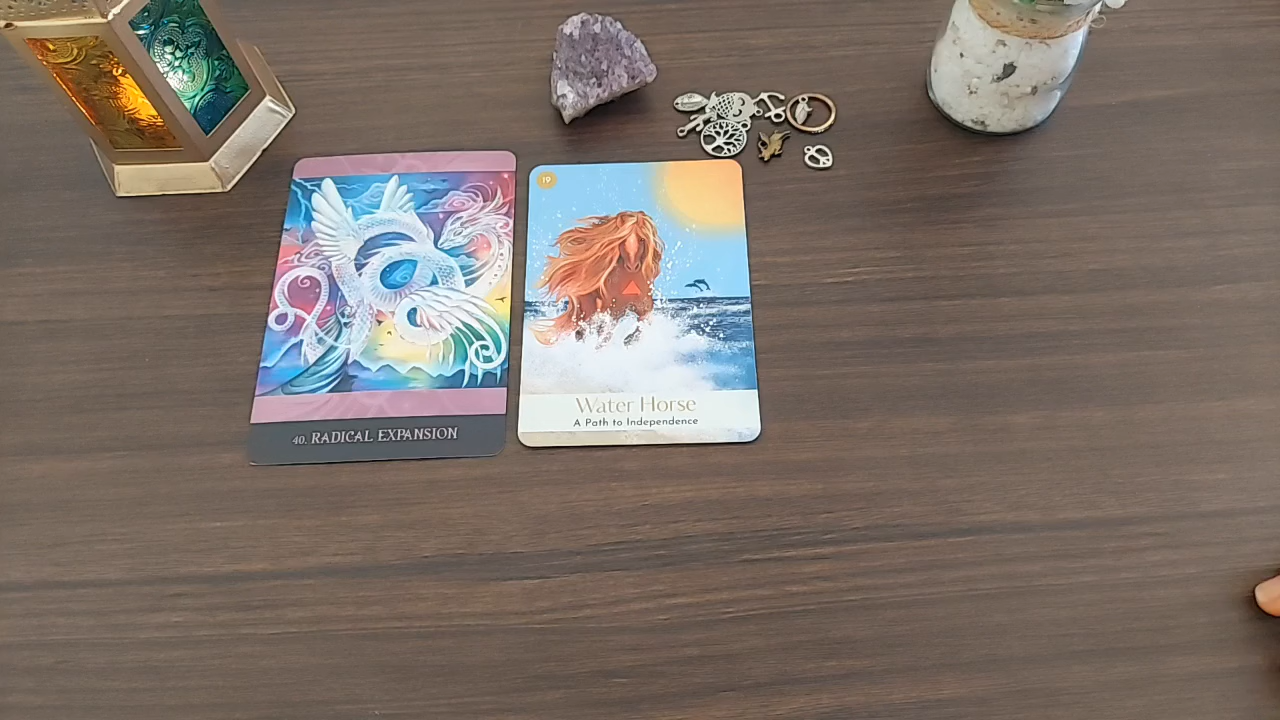 40. RADICAL EXPANSION
19
Water Horse
A Path to Independence